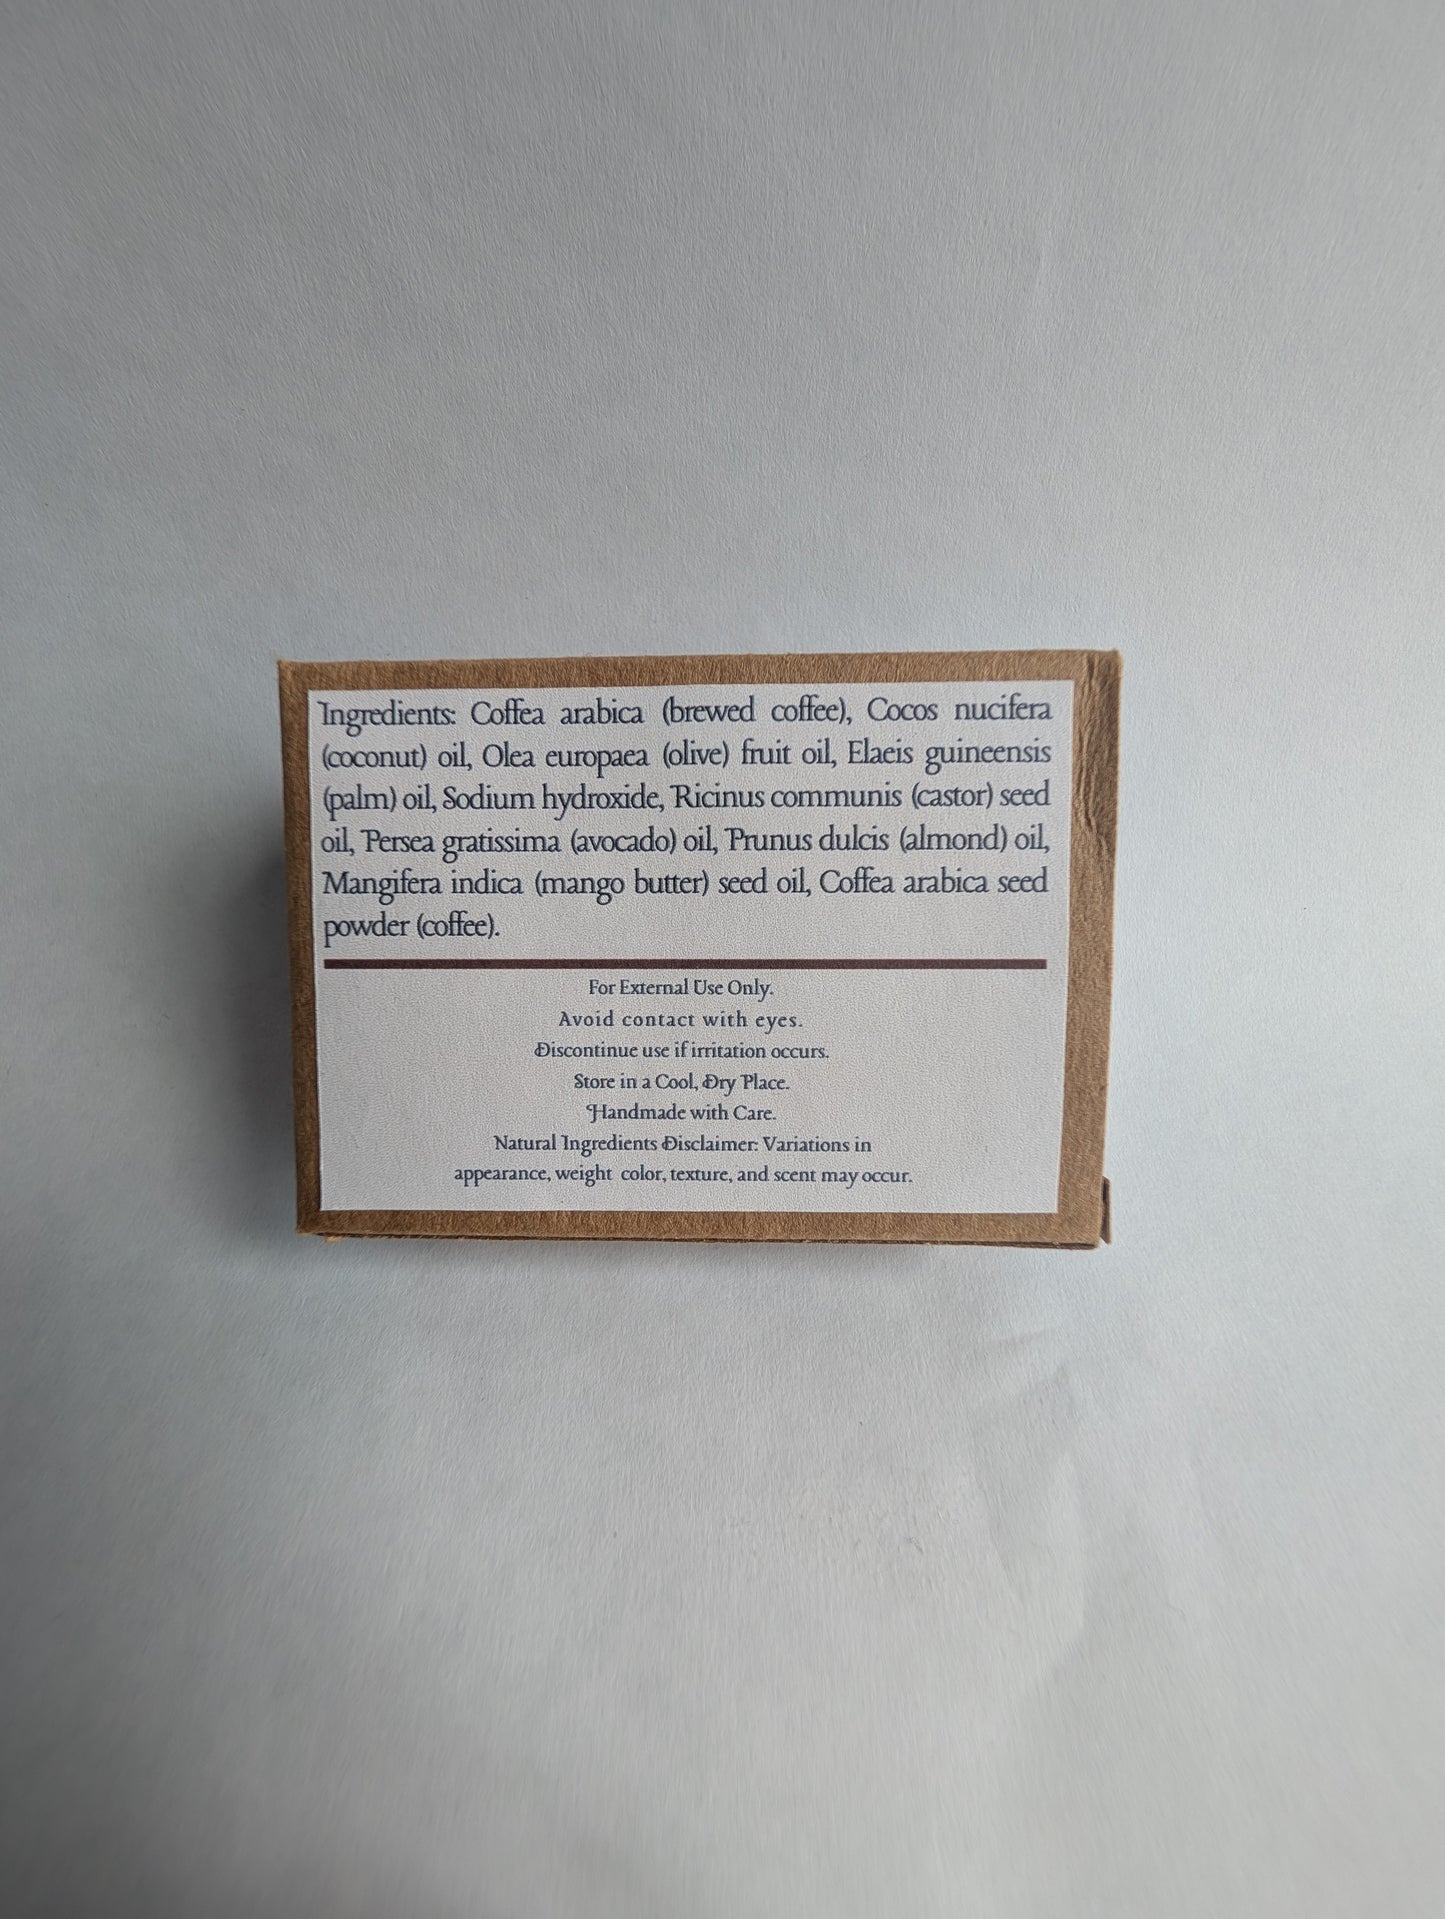 Ingredients: Coffea arabica (brewed coffee), Cocos nucifera
(coconut) oil, Olea europaea (olive) fruit oil, Elaeis guineensis
(palm) oil, Sodium hydroxide, Ricinus communis (castor) seed
oil, Persea gratissima (avocado) oil, Prunus dulcis (almond) oil,
Mangifera indica (mango butter) seed oil, Coffea arabica seed
powder (coffee).
For External Use Only.
Avoid contact with eyes.
Discontinue use if irritation occurs.
Store in a Cool, Dry Place.
Handmade with Care.
Natural Ingredients Disclaimer: Variations in
appearance, weight color, texture, and scent may occur.